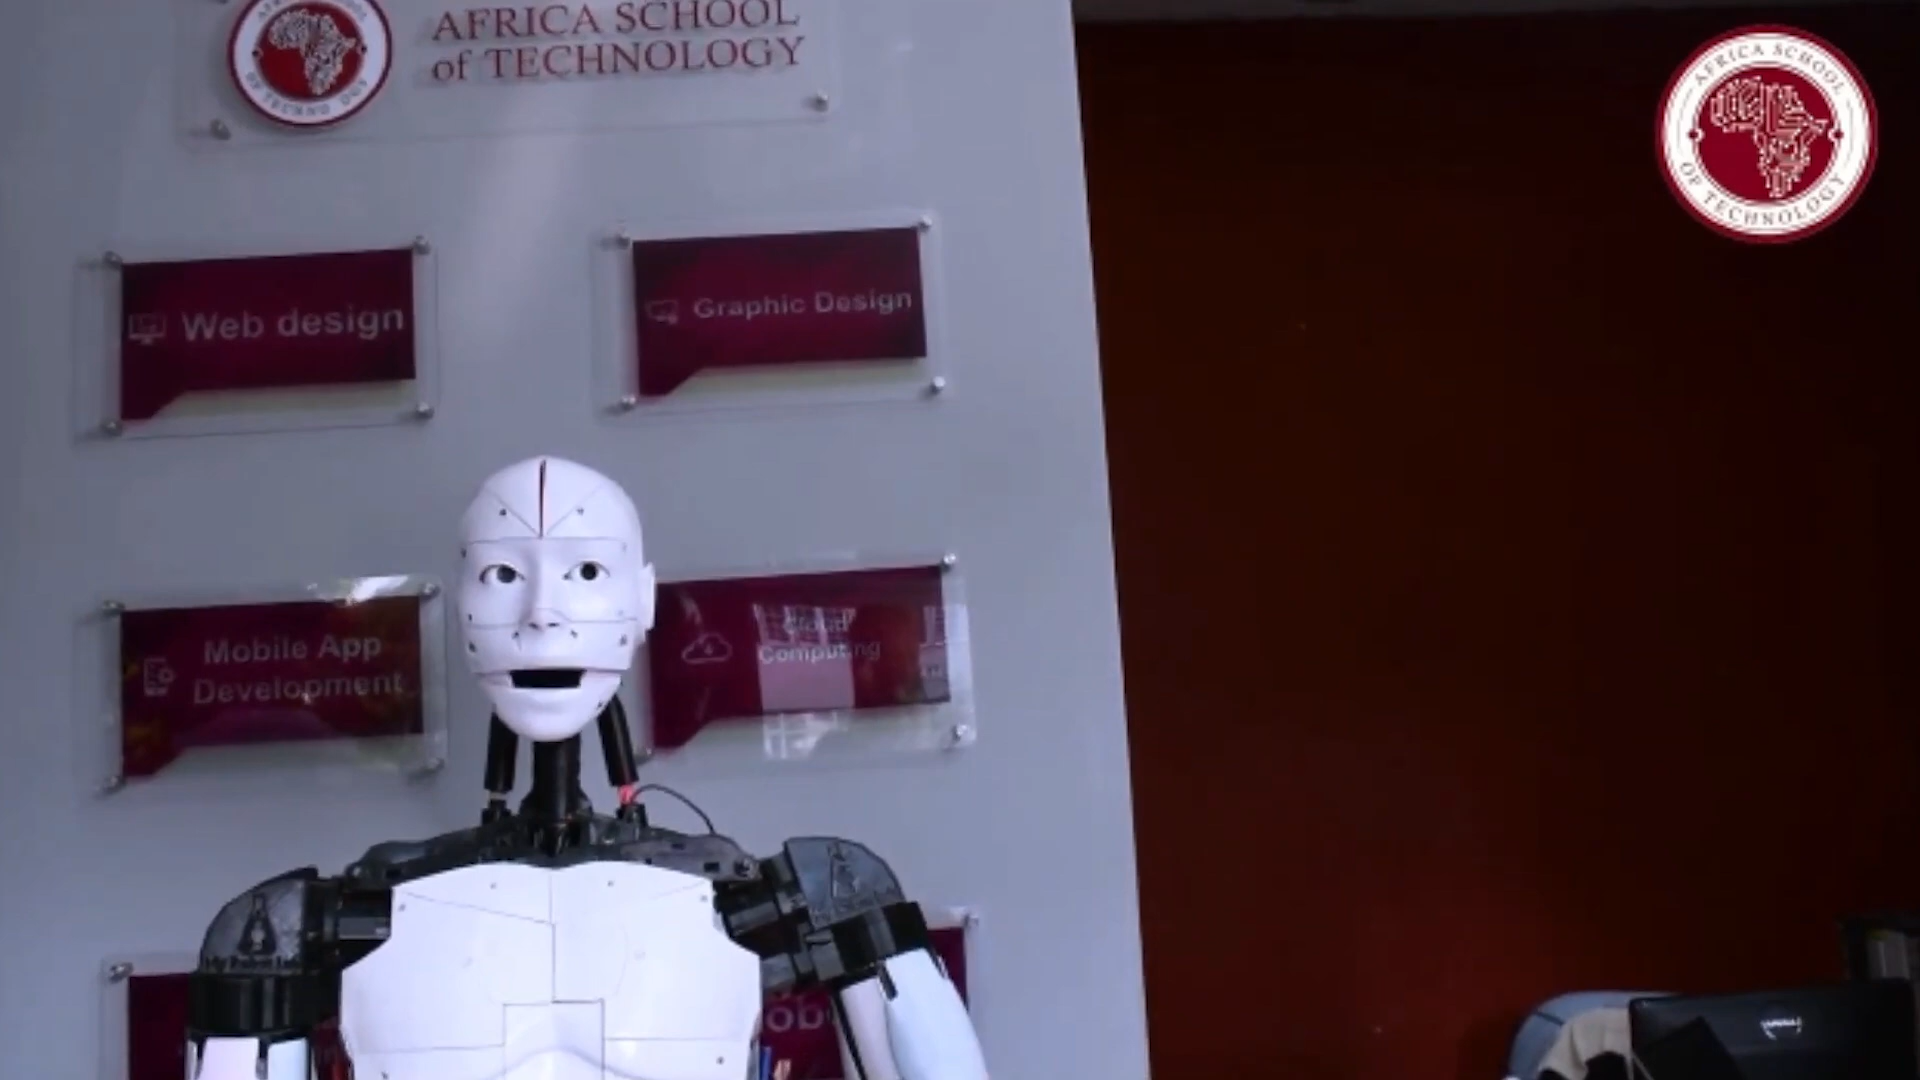 AFRICA SCHOOL
of TECHNOLOGY
AFRICA SCHOOL
OF TECHNOLOGY
Web design
Graphic Design
Mobile App
Development
Cloud
Computing